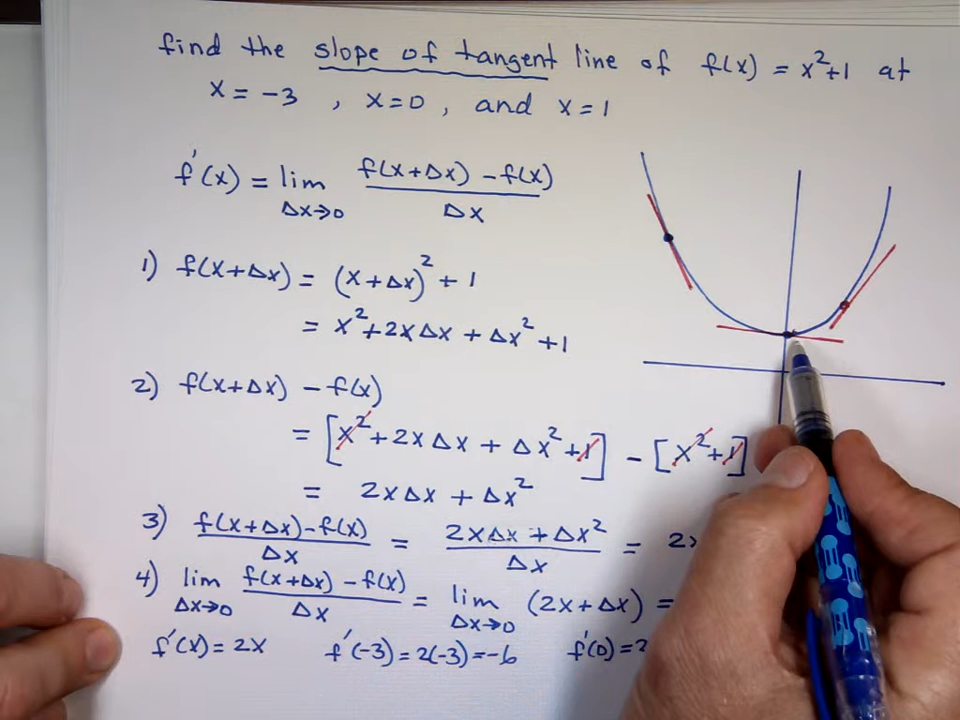 find the slope of tangent line of f(x) = x²+1 at
x = -3 , x=0 , and x=1
f'(x) = lim Δx→0 f(x+Δx) - f(x) / Δx
1) f(x+Δx) = (x+Δx)² + 1
= x²+2xΔx + Δx² +1
2) f(x+Δx) - f(x)
= [x²+2xΔx + Δx²+1] - [x²+1]
= 2xΔx + Δx²
3) f(x+Δx)-f(x) / Δx = 2xΔx + Δx² / Δx =
4) lim Δx→0 f(x+Δx) - f(x) / Δx = lim Δx→0 (2x+Δx) =
f'(x) = 2x f'(-3) = 2(-3) = -6 f'(0) = 2